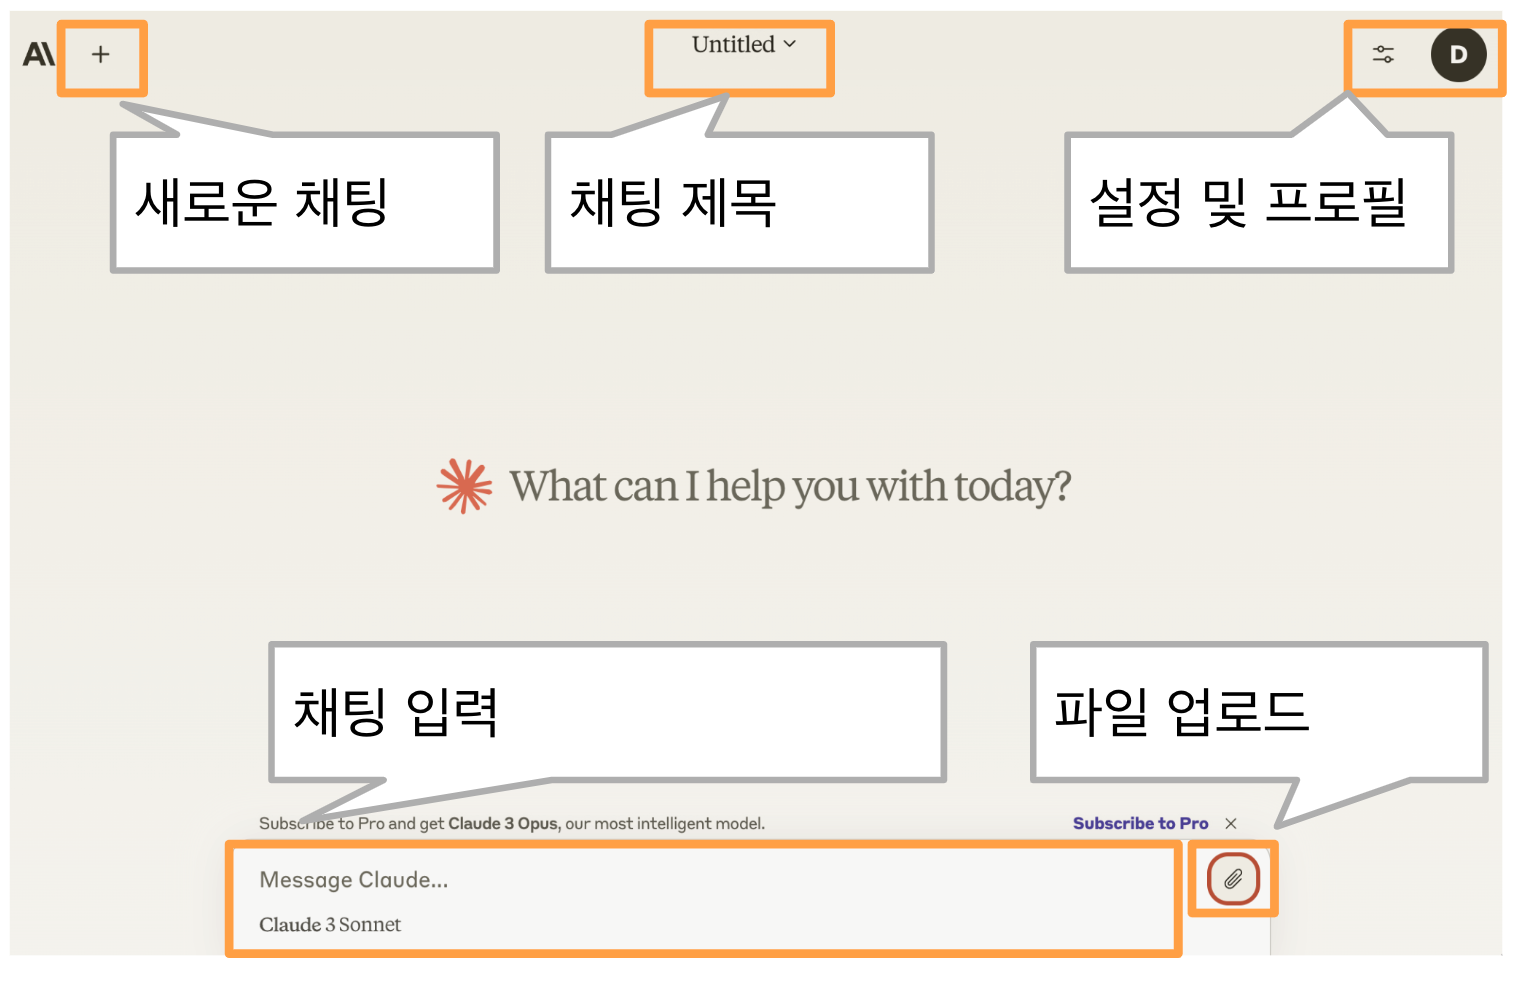 A\
+
Untitled
D
새로운 채팅
채팅 제목
설정 및 프로필
What can I help you with today?
채팅 입력
파일 업로드
Subscribe to Pro and get Claude 3 Opus, our most intelligent model.
Subscribe to Pro
Message Claude...
Claude 3 Sonnet